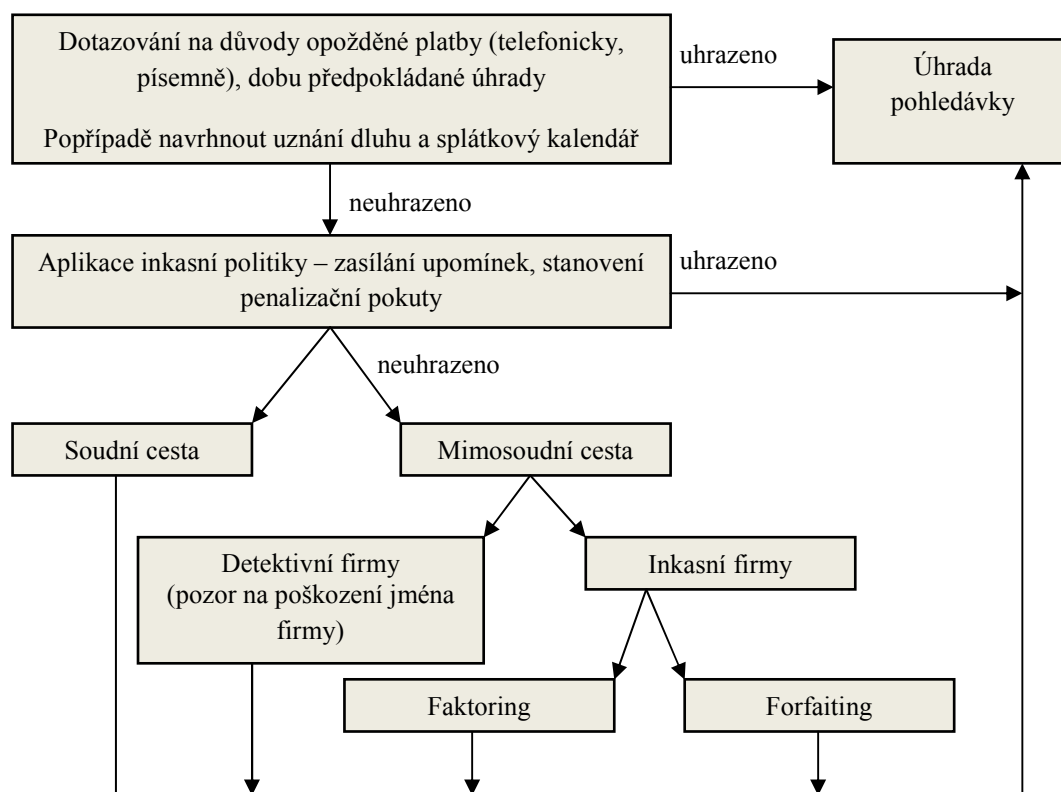 Dotazování na důvody opožděné platby (telefonicky,
písemně), dobu předpokládané úhrady
Popřípadě navrhnout uznání dluhu a splátkový kalendář
uhrazeno
Úhrada
pohledávky
neuhrazeno
Aplikace inkasní politiky – zasílání upomínek, stanovení
penalizační pokuty
uhrazeno
neuhrazeno
Soudní cesta
Mimosoudní cesta
Detektivní firmy
(pozor na poškození jména
firmy)
Inkasní firmy
Faktoring
Forfaiting